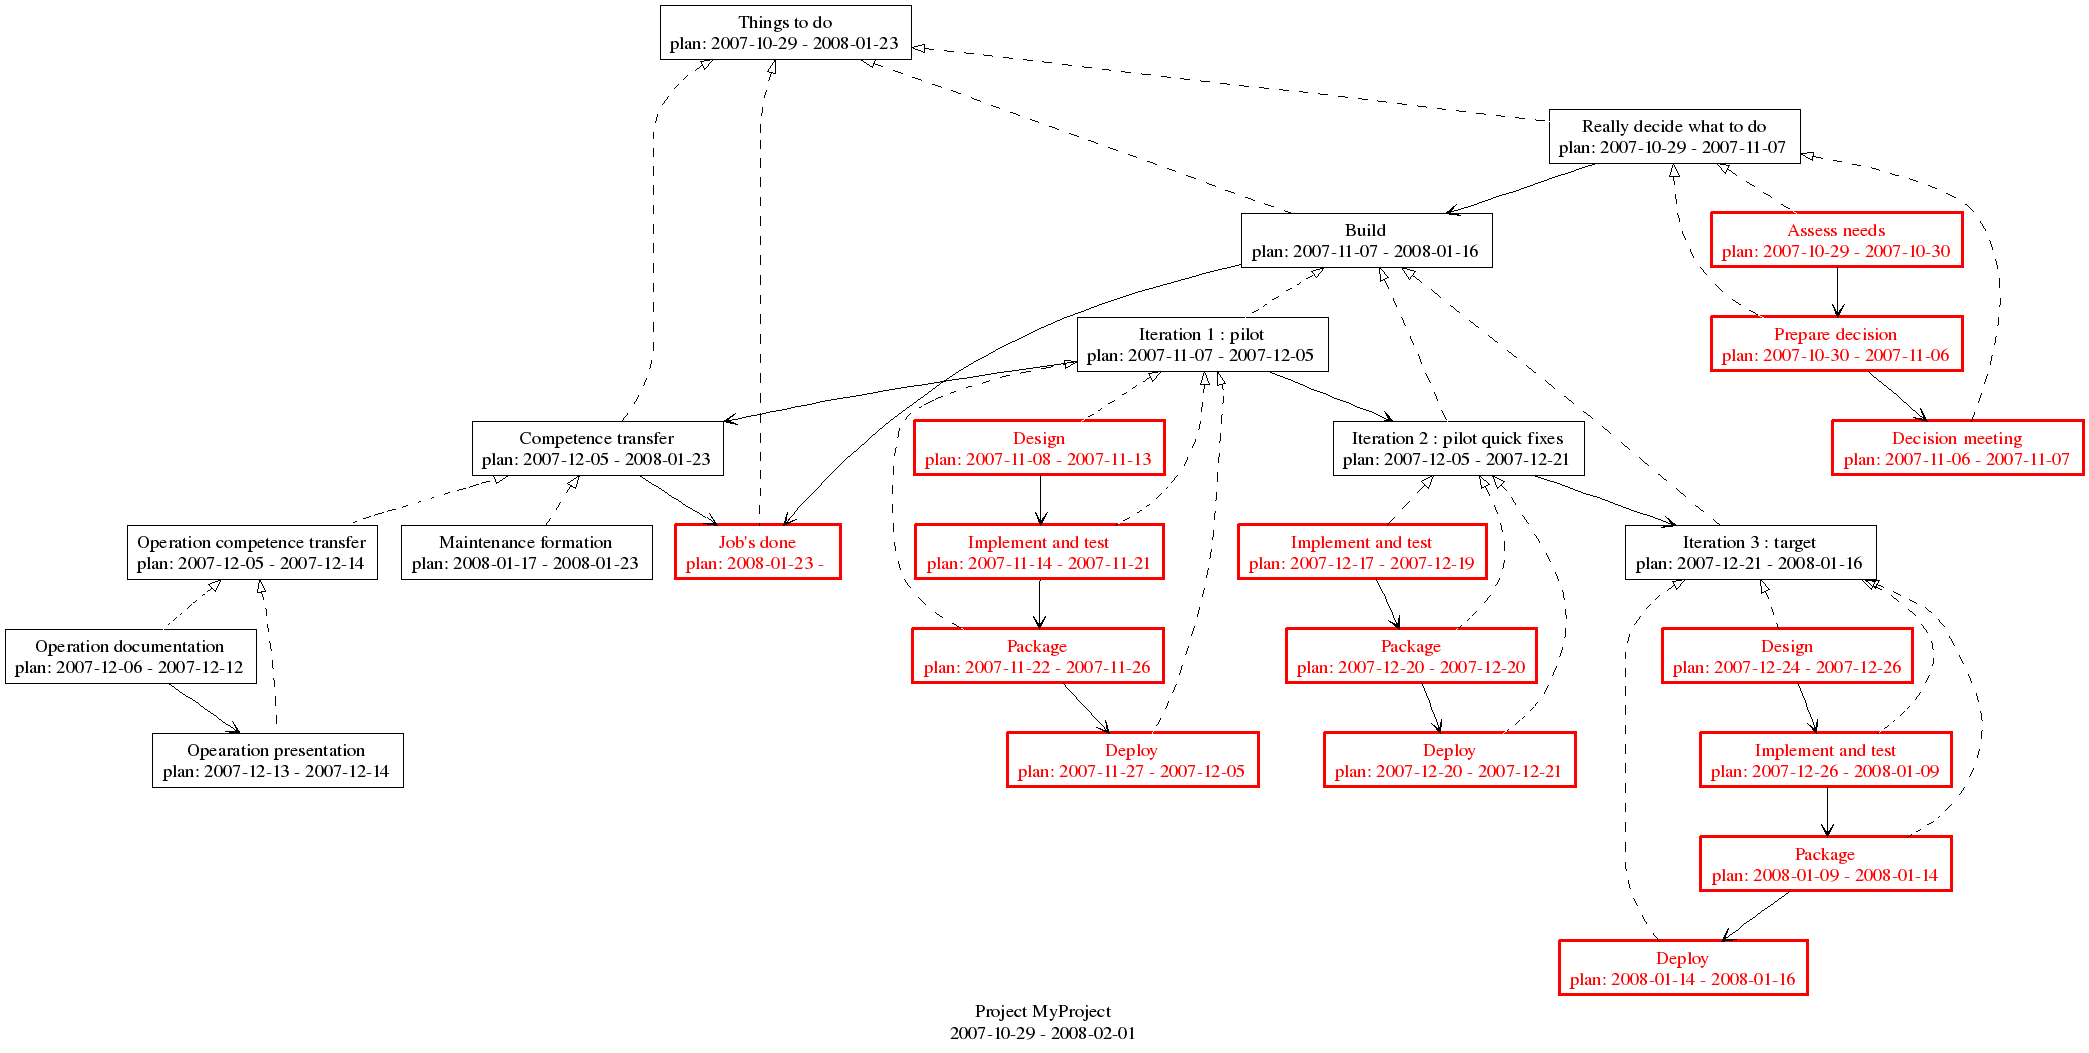 Things to do
plan: 2007-10-29 - 2008-01-23
Really decide what to do
plan: 2007-10-29 - 2007-11-07
Build
plan: 2007-11-07 - 2008-01-16
Assess needs
plan: 2007-10-29 - 2007-10-30
Iteration 1 : pilot
plan: 2007-11-07 - 2007-12-05
Prepare decision
plan: 2007-10-30 - 2007-11-06
Competence transfer
plan: 2007-12-05 - 2008-01-23
Design
plan: 2007-11-08 - 2007-11-13
Iteration 2 : pilot quick fixes
plan: 2007-12-05 - 2007-12-21
Decision meeting
plan: 2007-11-06 - 2007-11-07
Operation competence transfer
plan: 2007-12-05 - 2007-12-14
Maintenance formation
plan: 2008-01-17 - 2008-01-23
Job's done
plan: 2008-01-23 -
Implement and test
plan: 2007-11-14 - 2007-11-21
Implement and test
plan: 2007-12-17 - 2007-12-19
Iteration 3 : target
plan: 2007-12-21 - 2008-01-16
Operation documentation
plan: 2007-12-06 - 2007-12-12
Package
plan: 2007-11-22 - 2007-11-26
Package
plan: 2007-12-20 - 2007-12-20
Design
plan: 2007-12-24 - 2007-12-26
Opearation presentation
plan: 2007-12-13 - 2007-12-14
Deploy
plan: 2007-11-27 - 2007-12-05
Deploy
plan: 2007-12-20 - 2007-12-21
Implement and test
plan: 2007-12-26 - 2008-01-09
Package
plan: 2008-01-09 - 2008-01-14
Deploy
plan: 2008-01-14 - 2008-01-16
Project MyProject
2007-10-29 - 2008-02-01